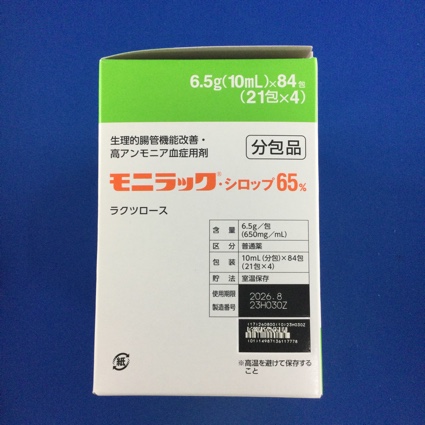 6.5g(10mL)×84包
(21包×4)
生理的腸管機能改善・
高アンモニア血症用剤
分包品
モニラック®・シロップ65%
ラクツロース
含 量 6.5g/包
(650mg/mL)
区 分 普通薬
包 装 10mL(分包)×84包
(21包×4)
貯 法 室温保存
使用期限 2026.8
製造番号 23H030Z
※高温を避けて保存する
こと
紙